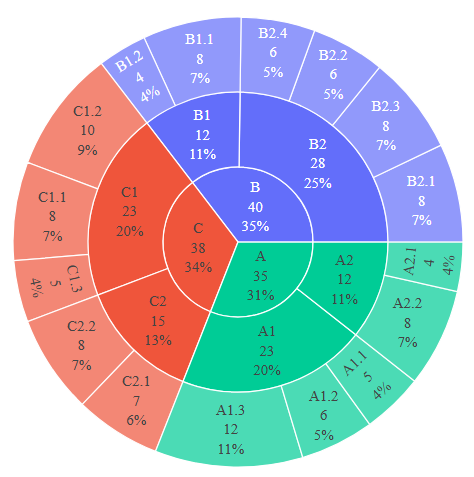 B
40
35%
B2
28
25%
B2.1
8
7%
B2.3
8
7%
B2.2
6
5%
B2.4
6
5%
B1
12
11%
B1.1
8
7%
B1.2
4
4%
C
38
34%
C1
23
20%
C1.2
10
9%
C1.1
8
7%
C1.3
5
4%
C2
15
13%
C2.2
8
7%
C2.1
7
6%
A
35
31%
A1
23
20%
A1.3
12
11%
A1.2
6
5%
A1.1
5
4%
A2
12
11%
A2.2
8
7%
A2.1
4
4%